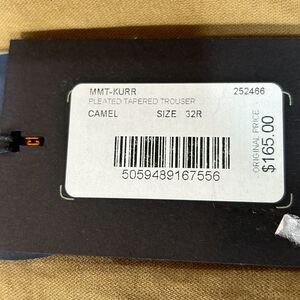 MMT-KURR 252466
PLEATED TAPERED TROUSER
CAMEL SIZE 32R
5059489167556
ORIGINAL PRICE
$165.00